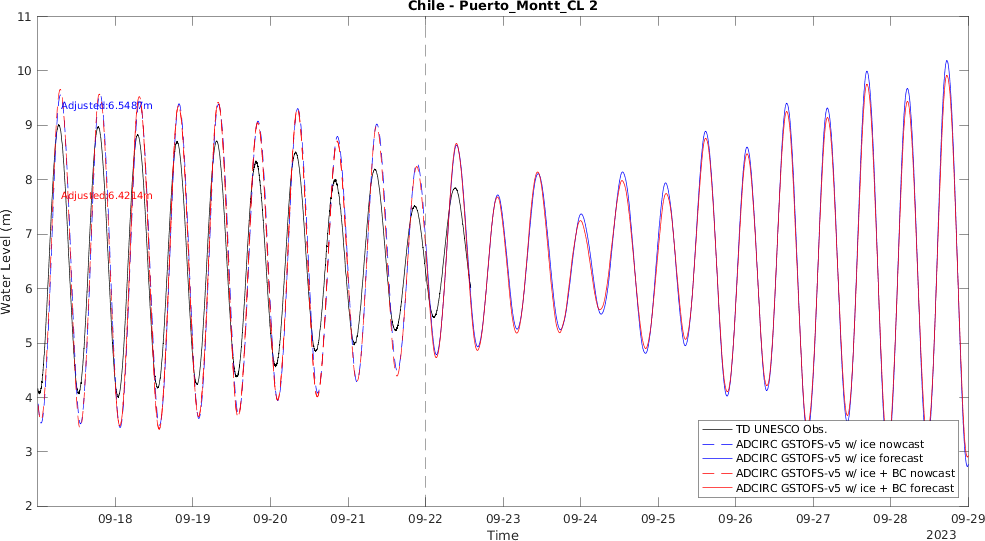 Chile - Puerto_Montt_CL 2
11
10
9
8
7
6
5
4
3
2
Water Level (m)
Adjusted:6.5487m
Adjusted:6.4214m
TD UNESCO Obs.
ADCIRC GSTOFS-v5 w/ ice nowcast
ADCIRC GSTOFS-v5 w/ ice forecast
ADCIRC GSTOFS-v5 w/ ice + BC nowcast
ADCIRC GSTOFS-v5 w/ ice + BC forecast
09-18 09-19 09-20 09-21 09-22 09-23 09-24 09-25 09-26 09-27 09-28 09-29
Time
2023